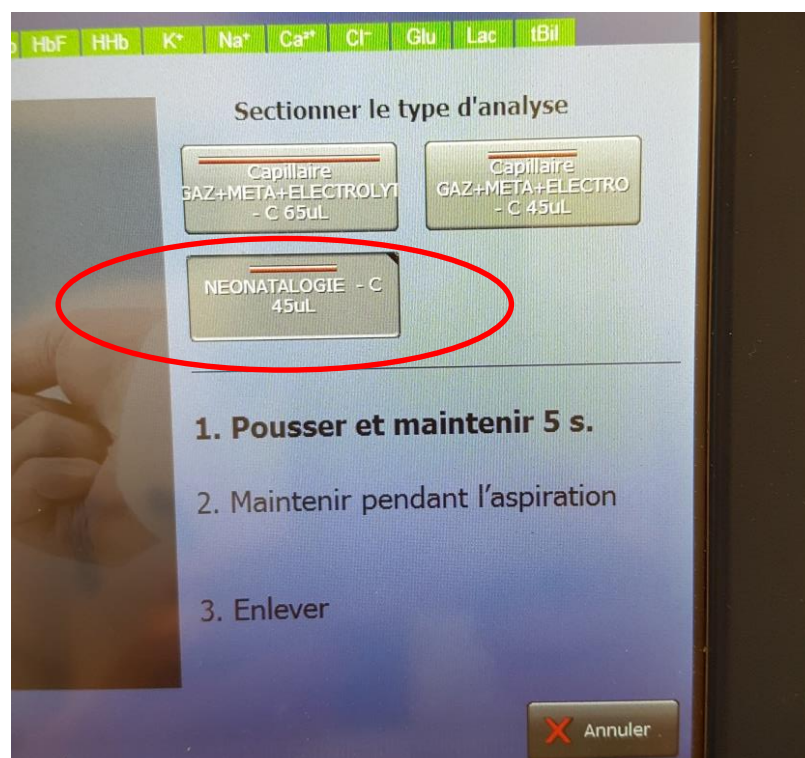 HbF HHb K⁺ Na⁺ Ca²⁺ Cl⁻ Glu Lac tBil
Sectionner le type d'analyse
Capillaire
GAZ+META+ELECTROLYT
- C 65uL
Capillaire
GAZ+META+ELECTRO
- C 45uL
NEONATALOGIE - C
45uL
1. Pousser et maintenir 5 s.
2. Maintenir pendant l'aspiration
3. Enlever
Annuler